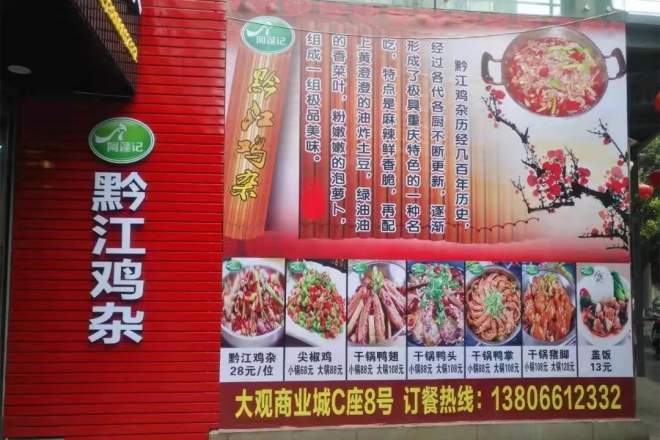 阿蓬记
黔江鸡杂
阿蓬记
黔江鸡杂
黔江鸡杂历经几百年历史，
经过各代各厨不断更新，逐渐
形成了极具重庆特色的一种名
吃，特点是麻辣鲜香脆，再配
上黄澄澄的油炸土豆，绿油油
的香菜叶，粉嫩嫩的泡萝卜，
组成一组极品美味。
黔江鸡杂
28元/位
尖椒鸡
小锅68元 大锅88元
干锅鸭翅
小锅88元 大锅108元
干锅鸭头
小锅88元 大锅108元
干锅鸭掌
小锅88元 大锅108元
干锅猪脚
小锅108元 大锅128元
盖饭
13元
大观商业城C座8号 订餐热线：13806612332